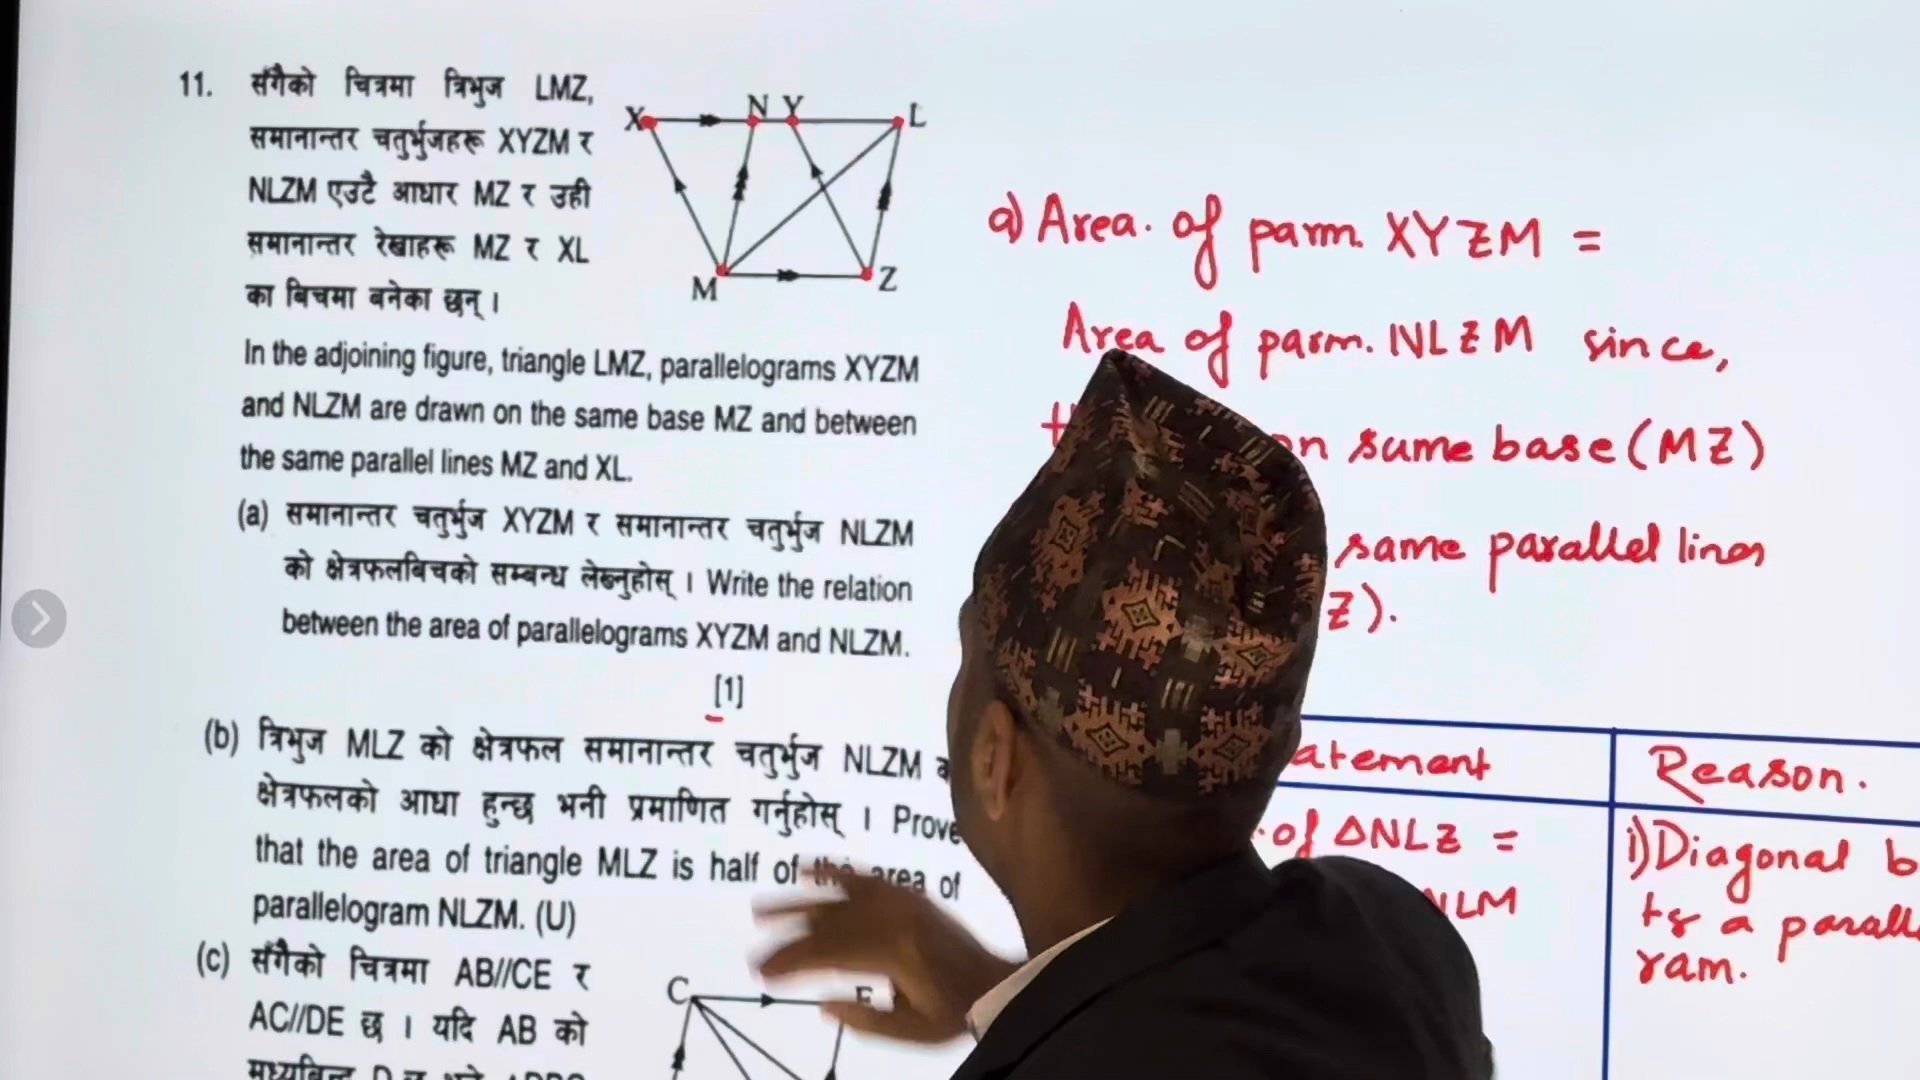 11. संगैको चित्रमा त्रिभुज LMZ,
समानान्तर चतुर्भुजहरू XYZM र
NLZM एउटै आधार MZ र उही
समानान्तर रेखाहरू MZ र XL
का बिचमा बनेका छन् ।
X N Y L
M Z
In the adjoining figure, triangle LMZ, parallelograms XYZM
and NLZM are drawn on the same base MZ and between
the same parallel lines MZ and XL.
(a) समानान्तर चतुर्भुज XYZM र समानान्तर चतुर्भुज NLZM
को क्षेत्रफलबिचको सम्बन्ध लेख्नुहोस् । Write the relation
between the area of parallelograms XYZM and NLZM.
[1]
(b) त्रिभुज MLZ को क्षेत्रफल समानान्तर चतुर्भुज NLZM
क्षेत्रफलको आधा हुन्छ भनी प्रमाणित गर्नुहोस् । Prove
that the area of triangle MLZ is half of the area of
parallelogram NLZM. (U)
(c) सँगैको चित्रमा AB//CE र
AC//DE छ । यदि AB को
C E
a) Area. of parm. XYZM =
Area of parm. NLZM since,
on same base (MZ)
same parallel lines
Z).
atement Reason.
of ΔNLZ =
NLM
i) Diagonal b
ts a parall
ram.